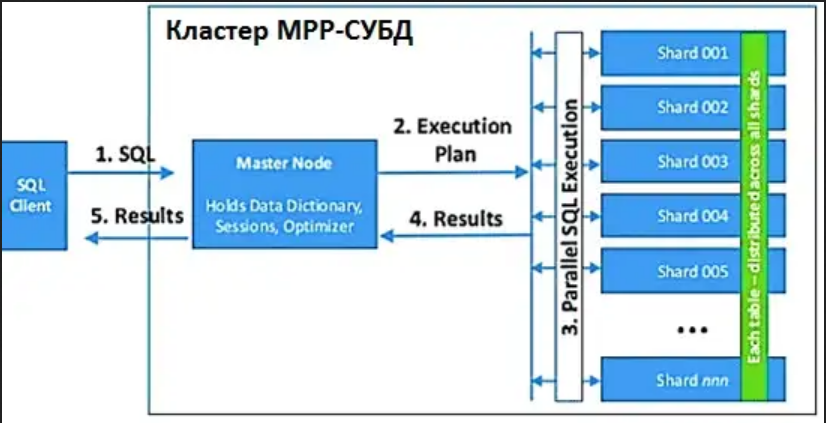 Кластер МРР-СУБД
SQL
Client
1. SQL
5. Results
Master Node
Holds Data Dictionary,
Sessions, Optimizer
2. Execution
Plan
4. Results
3. Parallel SQL Execution
Shard 001
Shard 002
Shard 003
Shard 004
Shard 005
...
Shard nnn
Each table – distributed across all shards